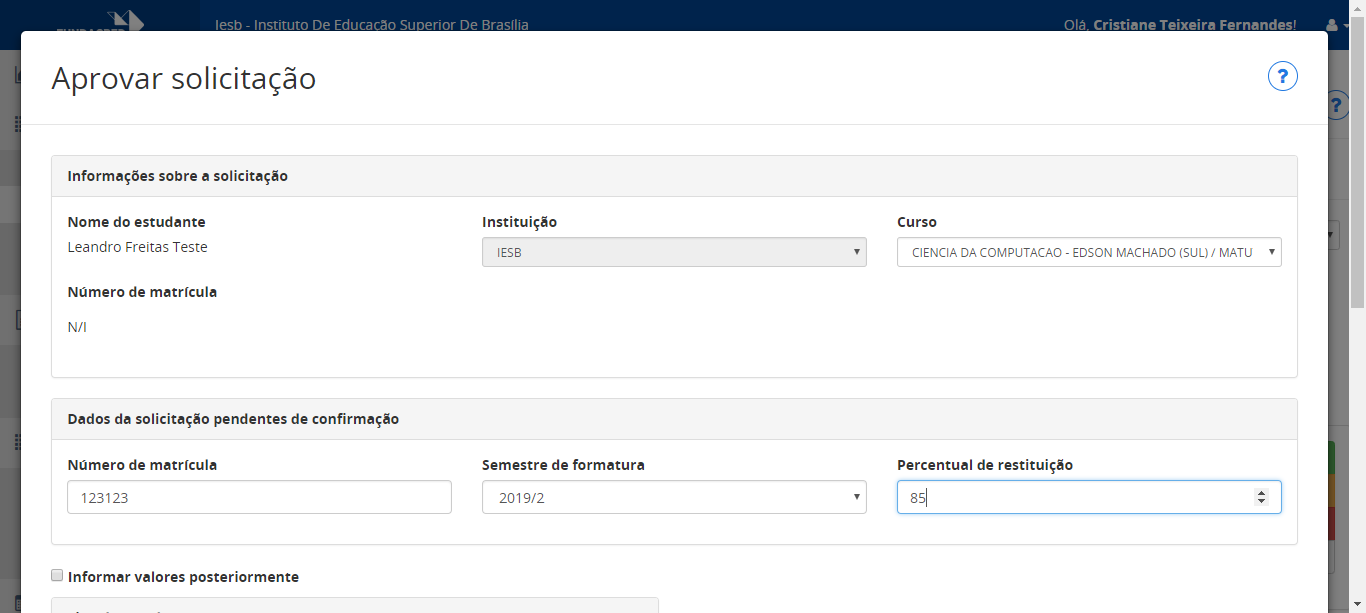 Iesb - Instituto De Educação Superior De Brasília
Olá, Cristiane Teixeira Fernandes!
Aprovar solicitação
?
?
Informações sobre a solicitação
Nome do estudante
Instituição
Curso
Leandro Freitas Teste
IESB
CIENCIA DA COMPUTACAO - EDSON MACHADO (SUL) / MATU
Número de matrícula
N/I
Dados da solicitação pendentes de confirmação
Número de matrícula
Semestre de formatura
Percentual de restituição
123123
2019/2
85
Informar valores posteriormente